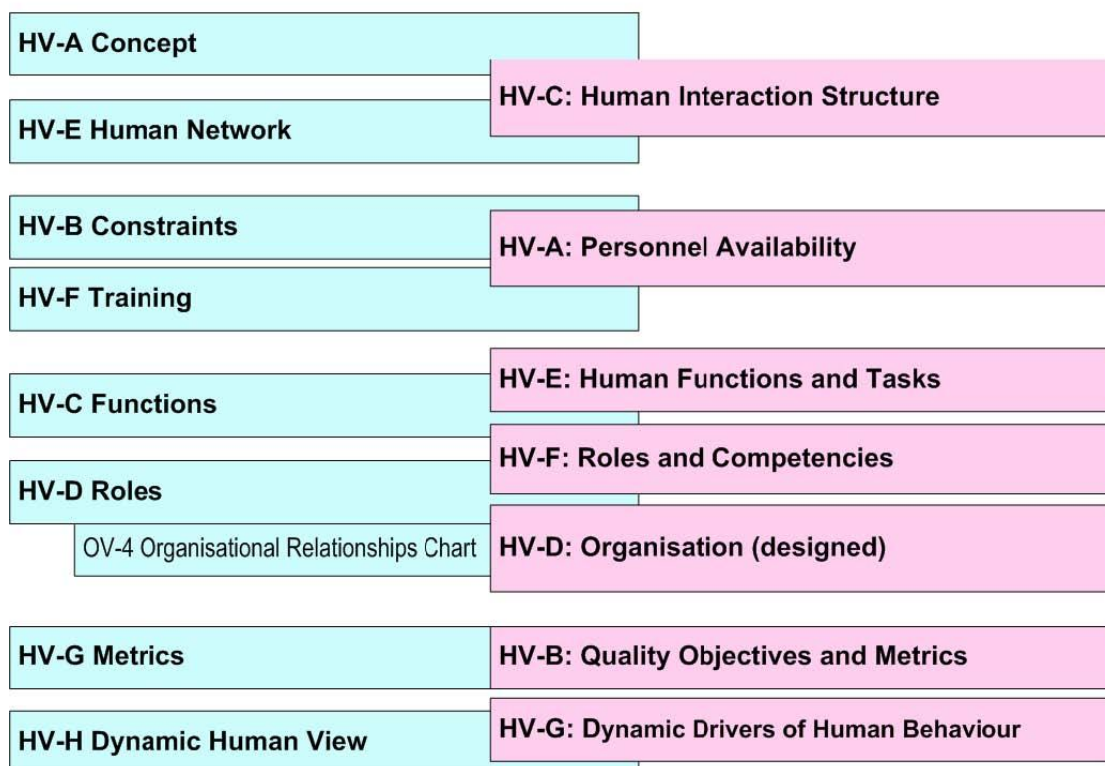 HV-A Concept
HV-C: Human Interaction Structure
HV-E Human Network
HV-B Constraints
HV-A: Personnel Availability
HV-F Training
HV-E: Human Functions and Tasks
HV-C Functions
HV-F: Roles and Competencies
HV-D Roles
OV-4 Organisational Relationships Chart
HV-D: Organisation (designed)
HV-G Metrics
HV-B: Quality Objectives and Metrics
HV-G: Dynamic Drivers of Human Behaviour
HV-H Dynamic Human View